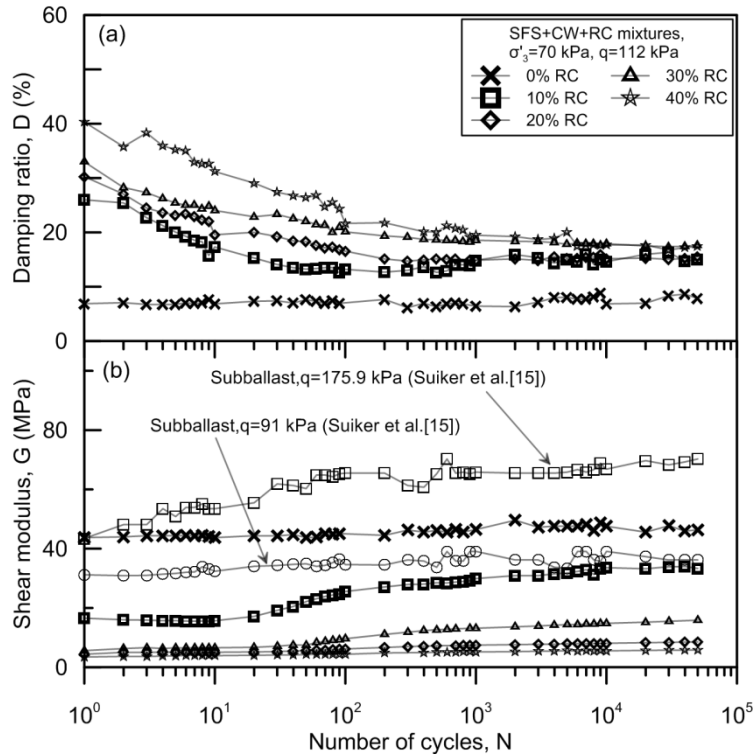 (a)
SFS+CW+RC mixtures,
σ'3=70 kPa, q=112 kPa
0% RC
30% RC
10% RC
40% RC
20% RC
Damping ratio, D (%)
60
40
20
0
(b)
Subballast,q=175.9 kPa (Suiker et al.[15])
Subballast,q=91 kPa (Suiker et al.[15])
Shear modulus, G (MPa)
80
40
0
10^0
10^1
10^2
10^3
10^4
10^5
Number of cycles, N